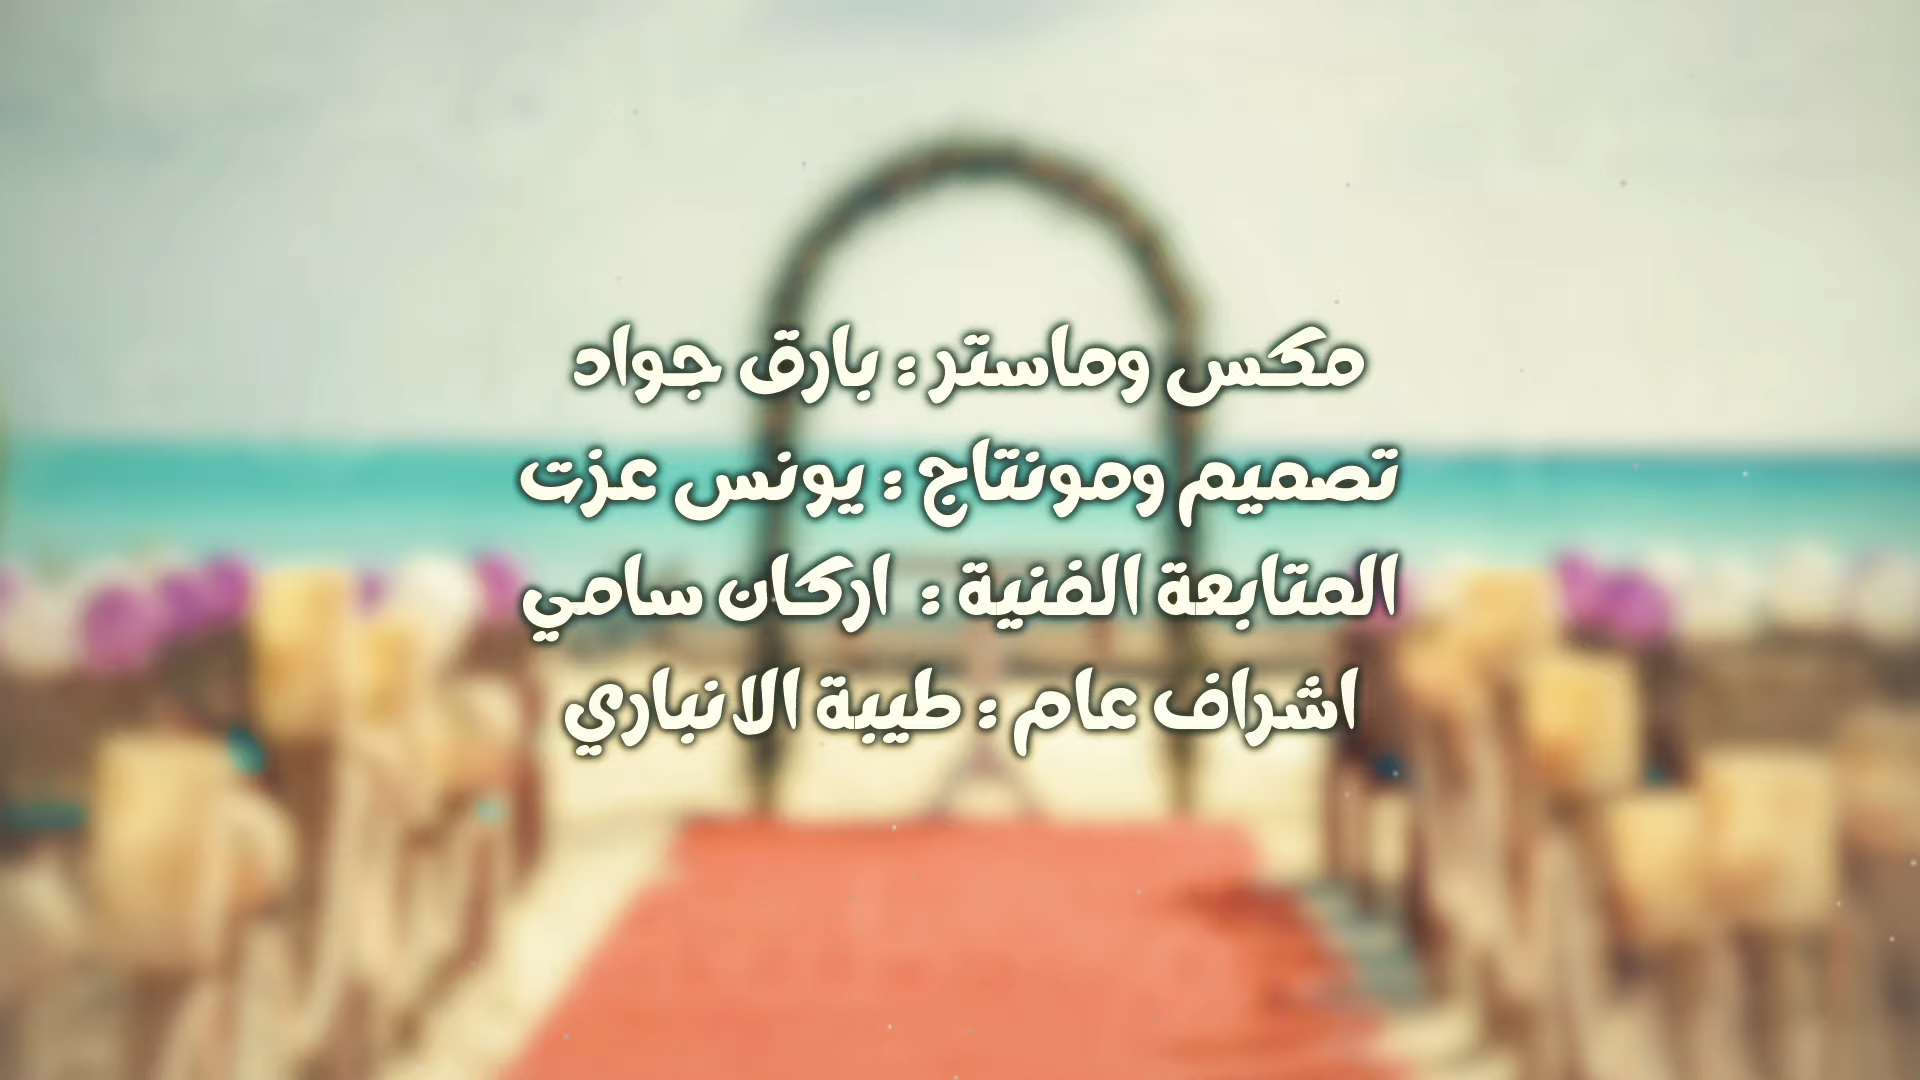 مكس وماستر : بارق جواد
تصميم ومونتاج : يونس عزت
المتابعة الفنية : اركان سامي
اشراف عام : طيبة الانباري